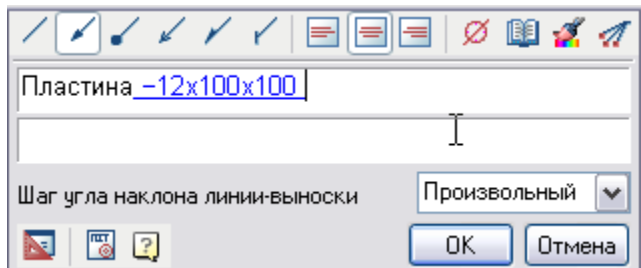 Пластина –12x100x100
Шаг угла наклона линии-выноски
Произвольный
OK
Отмена